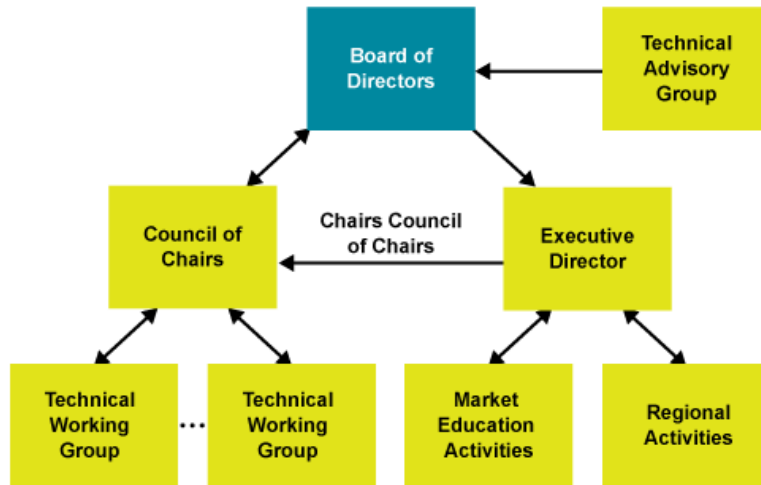 Board of
Directors
Technical
Advisory
Group
Council of
Chairs
Chairs Council
of Chairs
Executive
Director
Technical
Working
Group
...
Technical
Working
Group
Market
Education
Activities
Regional
Activities